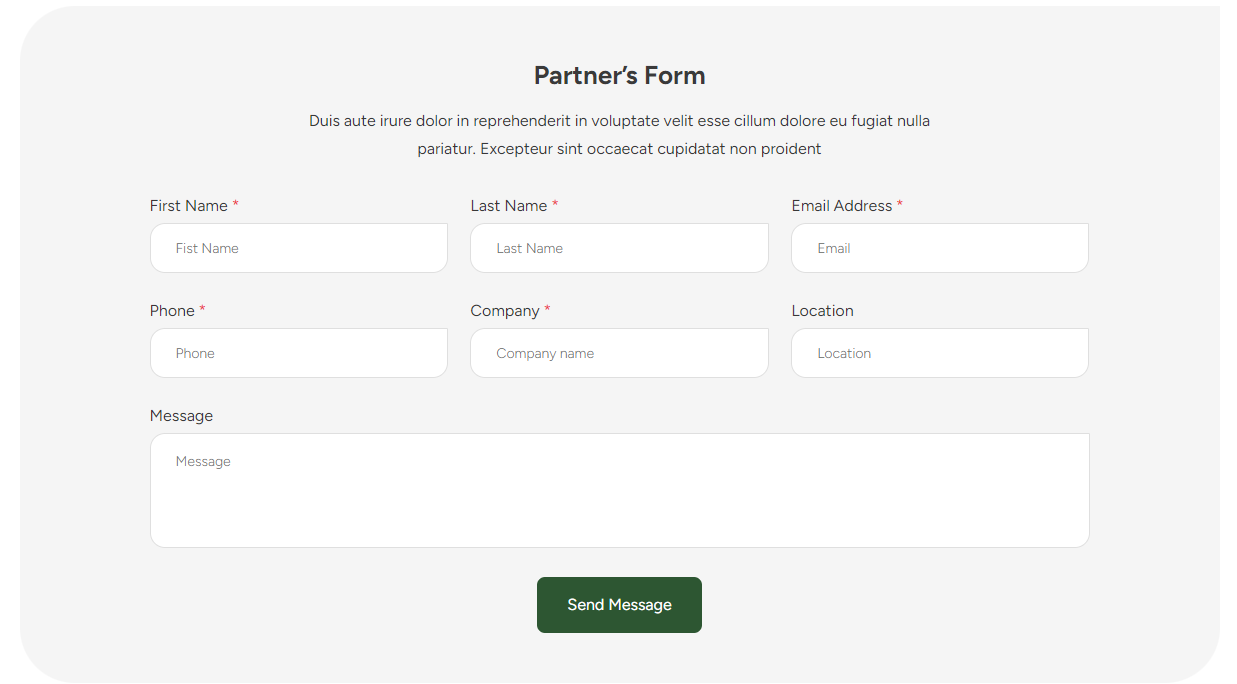 Partner’s Form
Duis aute irure dolor in reprehenderit in voluptate velit esse cillum dolore eu fugiat nulla
pariatur. Excepteur sint occaecat cupidatat non proident
First Name * Last Name * Email Address *
Fist Name Last Name Email
Phone * Company * Location
Phone Company name Location
Message
Message
Send Message